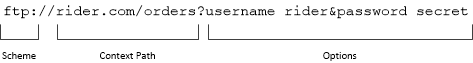 ftp://rider.com/orders?username rider&password secret
Scheme Context Path Options